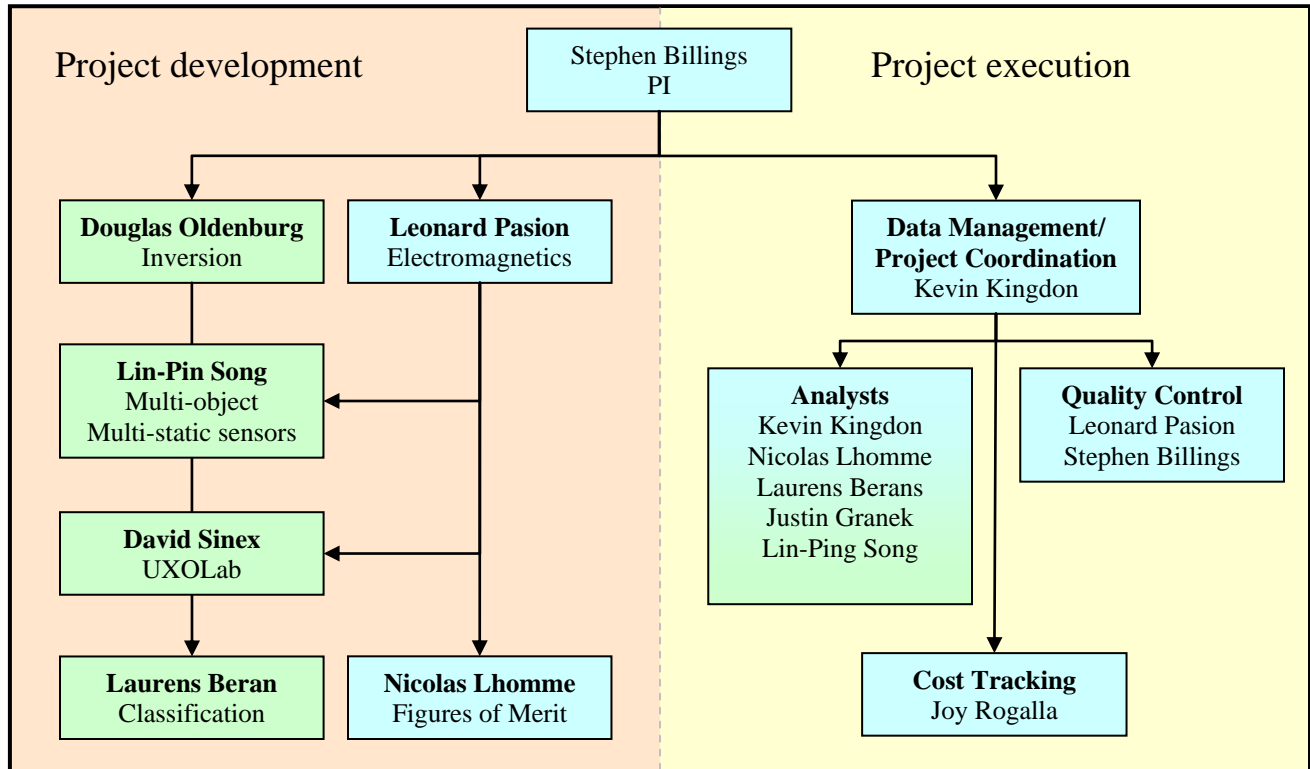 Project development
Stephen Billings
PI
Project execution
Douglas Oldenburg
Inversion
Leonard Pasion
Electromagnetics
Data Management/
Project Coordination
Kevin Kingdon
Lin-Pin Song
Multi-object
Multi-static sensors
Analysts
Kevin Kingdon
Nicolas Lhomme
Laurens Berans
Justin Granek
Lin-Ping Song
Quality Control
Leonard Pasion
Stephen Billings
David Sinex
UXOLab
Laurens Beran
Classification
Nicolas Lhomme
Figures of Merit
Cost Tracking
Joy Rogalla